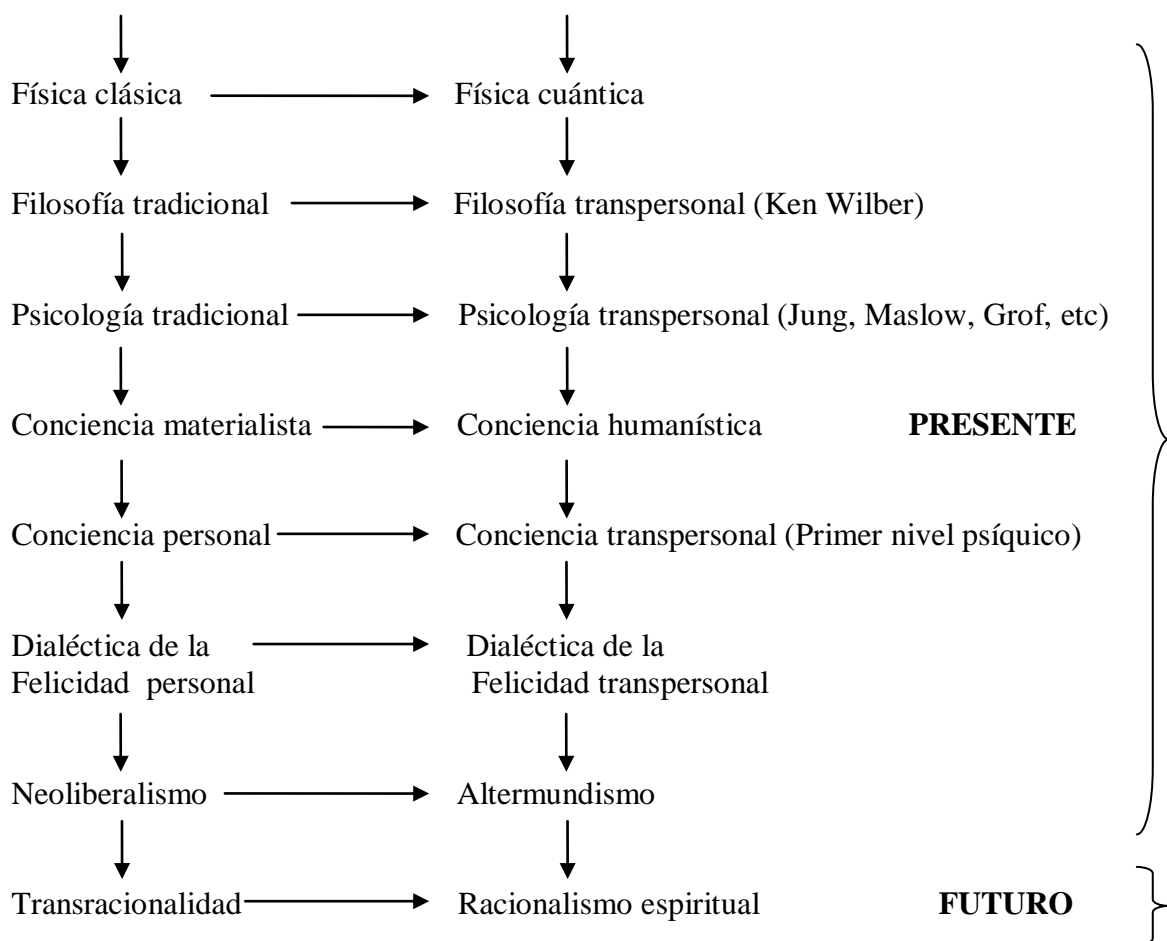 Física clásica Física cuántica
Filosofía tradicional Filosofía transpersonal (Ken Wilber)
Psicología tradicional Psicología transpersonal (Jung, Maslow, Grof, etc)
Conciencia materialista Conciencia humanística PRESENTE
Conciencia personal Conciencia transpersonal (Primer nivel psíquico)
Dialéctica de la Dialéctica de la
Felicidad personal Felicidad transpersonal
Neoliberalismo Altermundismo
Transracionalidad Racionalismo espiritual FUTURO